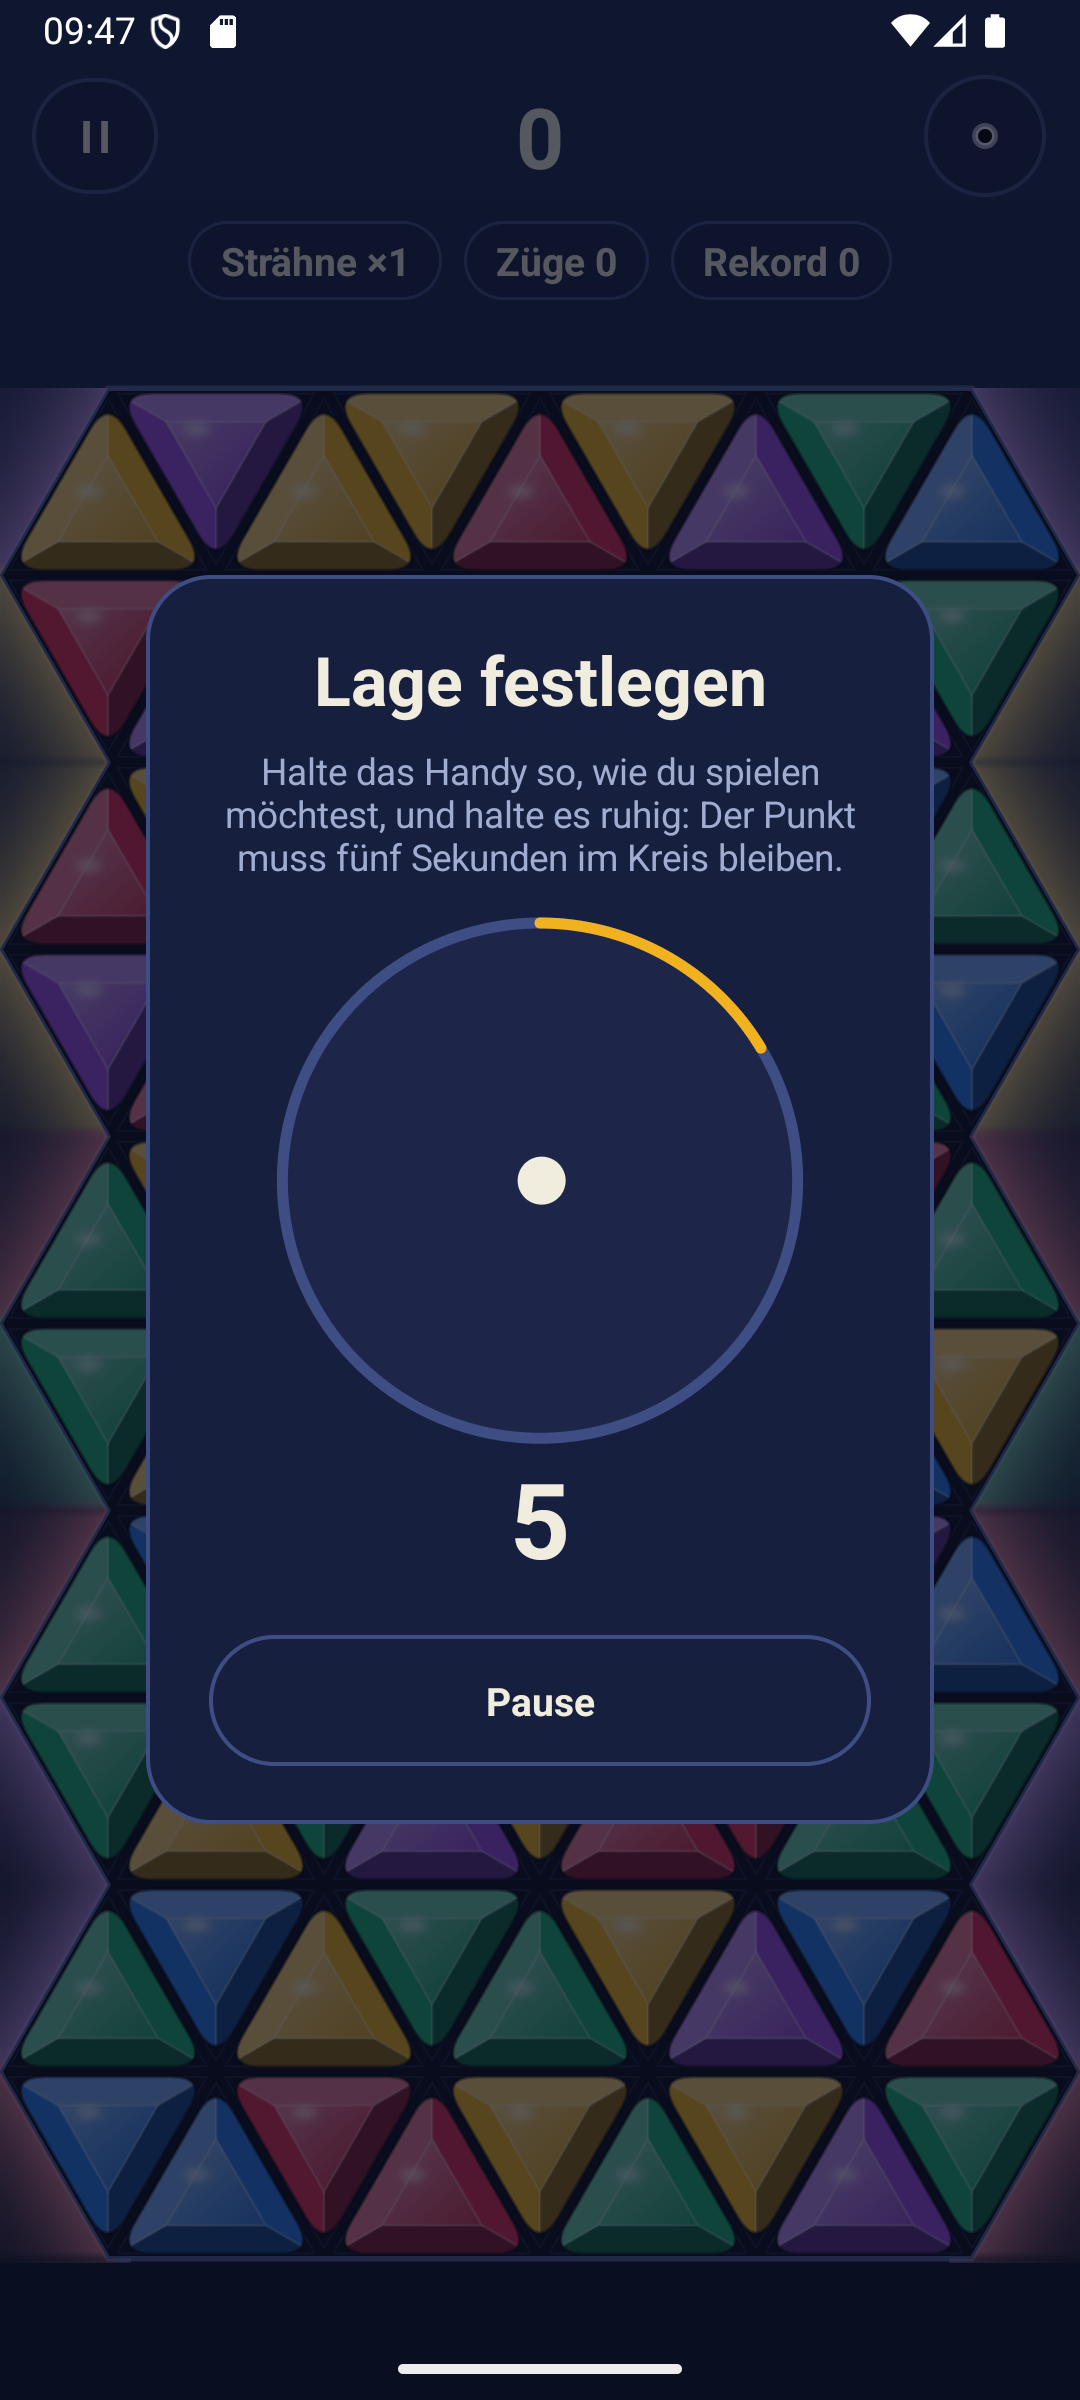 09:47
0
Strähne ×1
Züge 0
Rekord 0
Lage festlegen
Halte das Handy so, wie du spielen
möchtest, und halte es ruhig: Der Punkt
muss fünf Sekunden im Kreis bleiben.
5
Pause